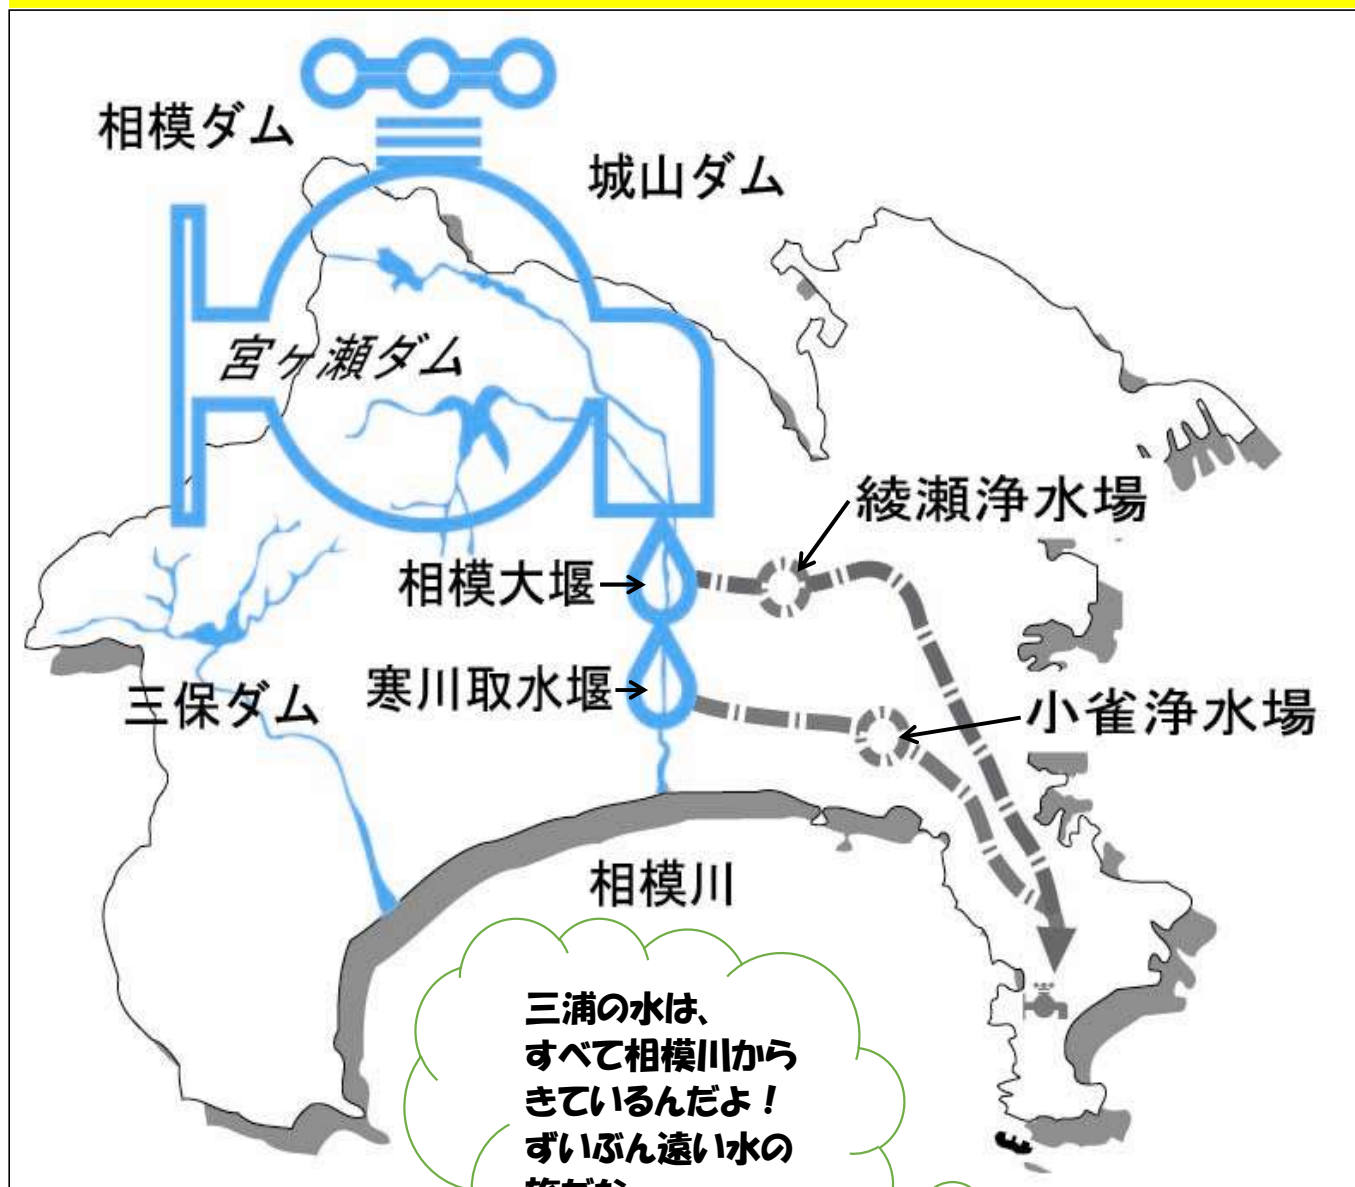 相模ダム
城山ダム
宮ヶ瀬ダム
綾瀬浄水場
相模大堰
寒川取水堰
三保ダム
小雀浄水場
相模川
三浦の水は、
すべて相模川から
きているんだよ！
ずいぶん遠い水の